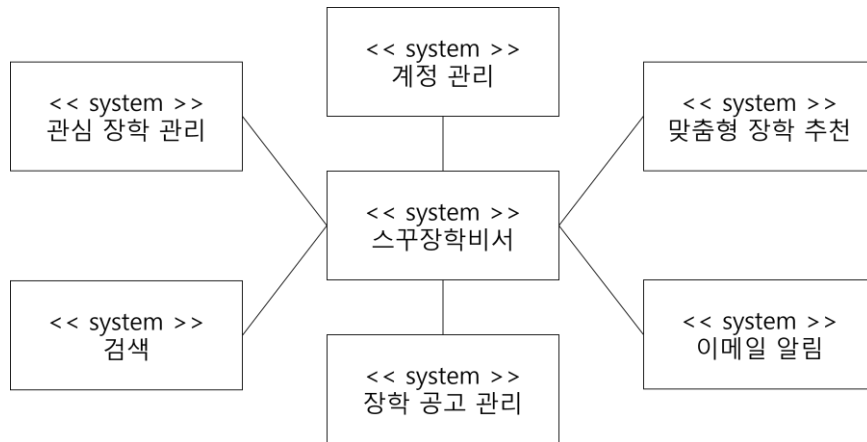 << system >>
계정 관리
<< system >>
관심 장학 관리
<< system >>
맞춤형 장학 추천
<< system >>
스꾸장학비서
<< system >>
검색
<< system >>
이메일 알림
<< system >>
장학 공고 관리